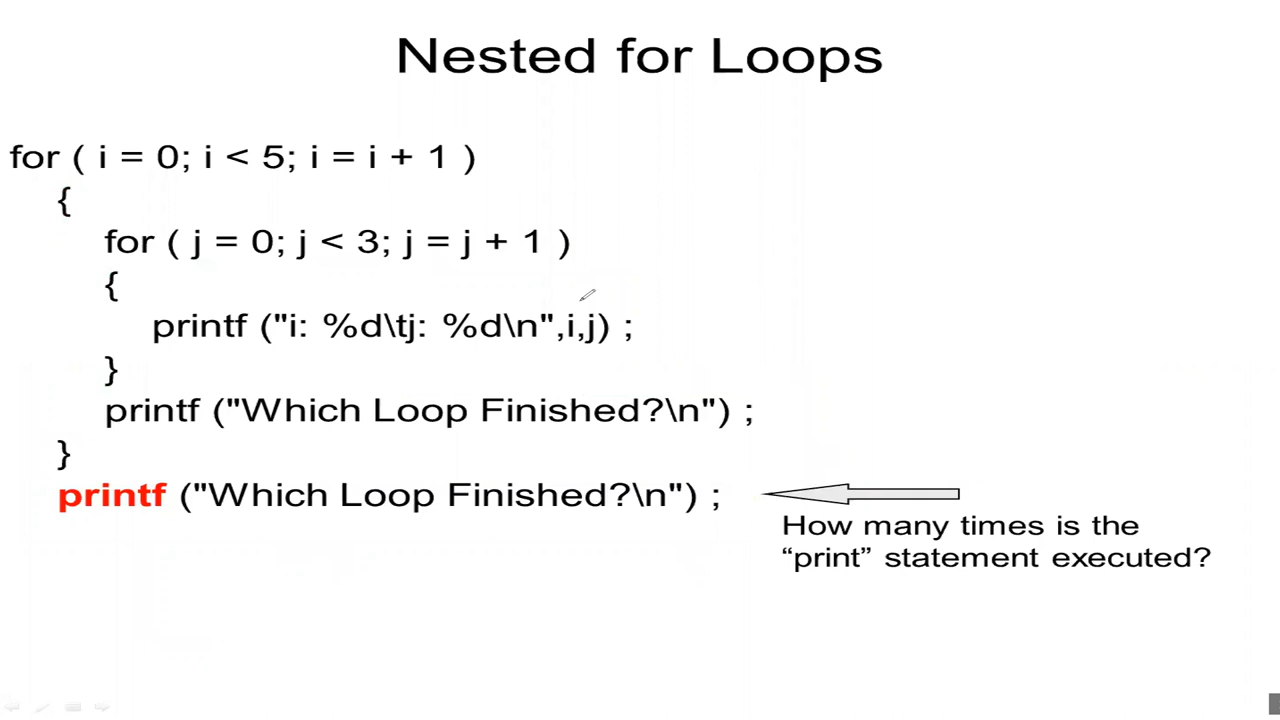 Nested for Loops
for ( i = 0; i < 5; i = i + 1 )
{
for ( j = 0; j < 3; j = j + 1 )
{
printf ("i: %d\tj: %d\n",i,j) ;
}
printf ("Which Loop Finished?\n") ;
}
printf ("Which Loop Finished?\n") ;
How many times is the
“print” statement executed?